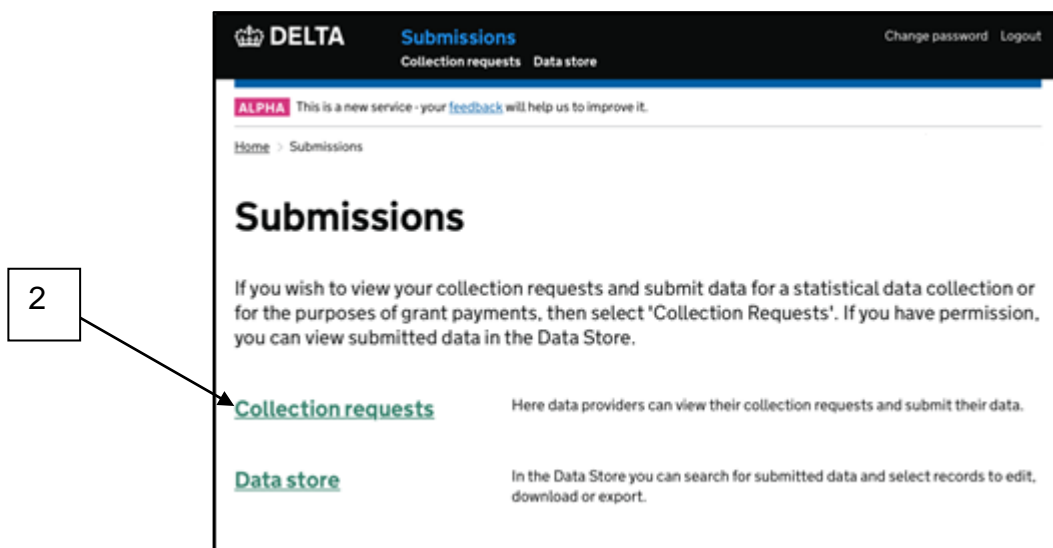 DELTA Submissions Change password Logout
Collection requests Data store
ALPHA This is a new service - your feedback will help us to improve it.
Home > Submissions
Submissions
If you wish to view your collection requests and submit data for a statistical data collection or
for the purposes of grant payments, then select 'Collection Requests'. If you have permission,
you can view submitted data in the Data Store.
2
Collection requests Here data providers can view their collection requests and submit their data.
Data store In the Data Store you can search for submitted data and select records to edit,
download or export.